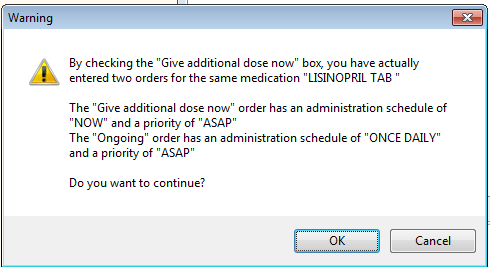 Warning
By checking the "Give additional dose now" box, you have actually
entered two orders for the same medication "LISINOPRIL TAB "
The "Give additional dose now" order has an administration schedule of
"NOW" and a priority of "ASAP"
The "Ongoing" order has an administration schedule of "ONCE DAILY"
and a priority of "ASAP"
Do you want to continue?
OK
Cancel